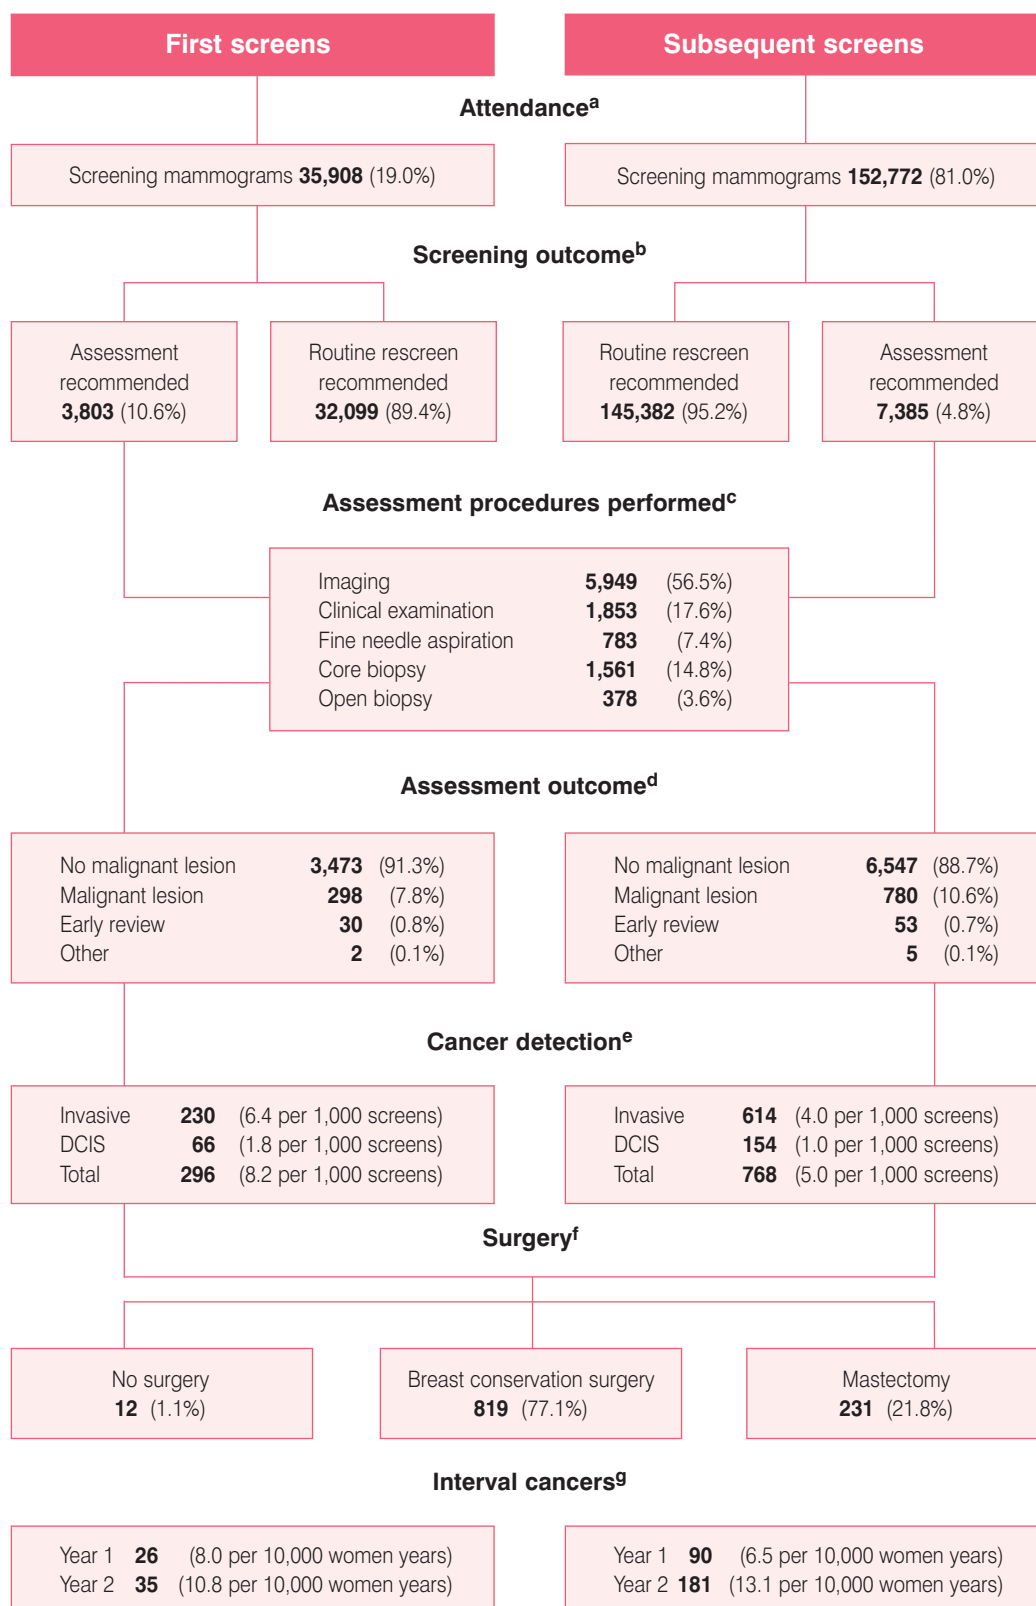 First screens
Subsequent screens
Attendanceᵃ
Screening mammograms 35,908 (19.0%)
Screening mammograms 152,772 (81.0%)
Screening outcomeᵇ
Assessment
recommended
3,803 (10.6%)
Routine rescreen
recommended
32,099 (89.4%)
Routine rescreen
recommended
145,382 (95.2%)
Assessment
recommended
7,385 (4.8%)
Assessment procedures performedᶜ
Imaging 5,949 (56.5%)
Clinical examination 1,853 (17.6%)
Fine needle aspiration 783 (7.4%)
Core biopsy 1,561 (14.8%)
Open biopsy 378 (3.6%)
Assessment outcomeᵈ
No malignant lesion 3,473 (91.3%)
Malignant lesion 298 (7.8%)
Early review 30 (0.8%)
Other 2 (0.1%)
No malignant lesion 6,547 (88.7%)
Malignant lesion 780 (10.6%)
Early review 53 (0.7%)
Other 5 (0.1%)
Cancer detectionᵉ
Invasive 230 (6.4 per 1,000 screens)
DCIS 66 (1.8 per 1,000 screens)
Total 296 (8.2 per 1,000 screens)
Invasive 614 (4.0 per 1,000 screens)
DCIS 154 (1.0 per 1,000 screens)
Total 768 (5.0 per 1,000 screens)
Surgeryᶠ
No surgery
12 (1.1%)
Breast conservation surgery
819 (77.1%)
Mastectomy
231 (21.8%)
Interval cancersᵍ
Year 1 26 (8.0 per 10,000 women years)
Year 2 35 (10.8 per 10,000 women years)
Year 1 90 (6.5 per 10,000 women years)
Year 2 181 (13.1 per 10,000 women years)